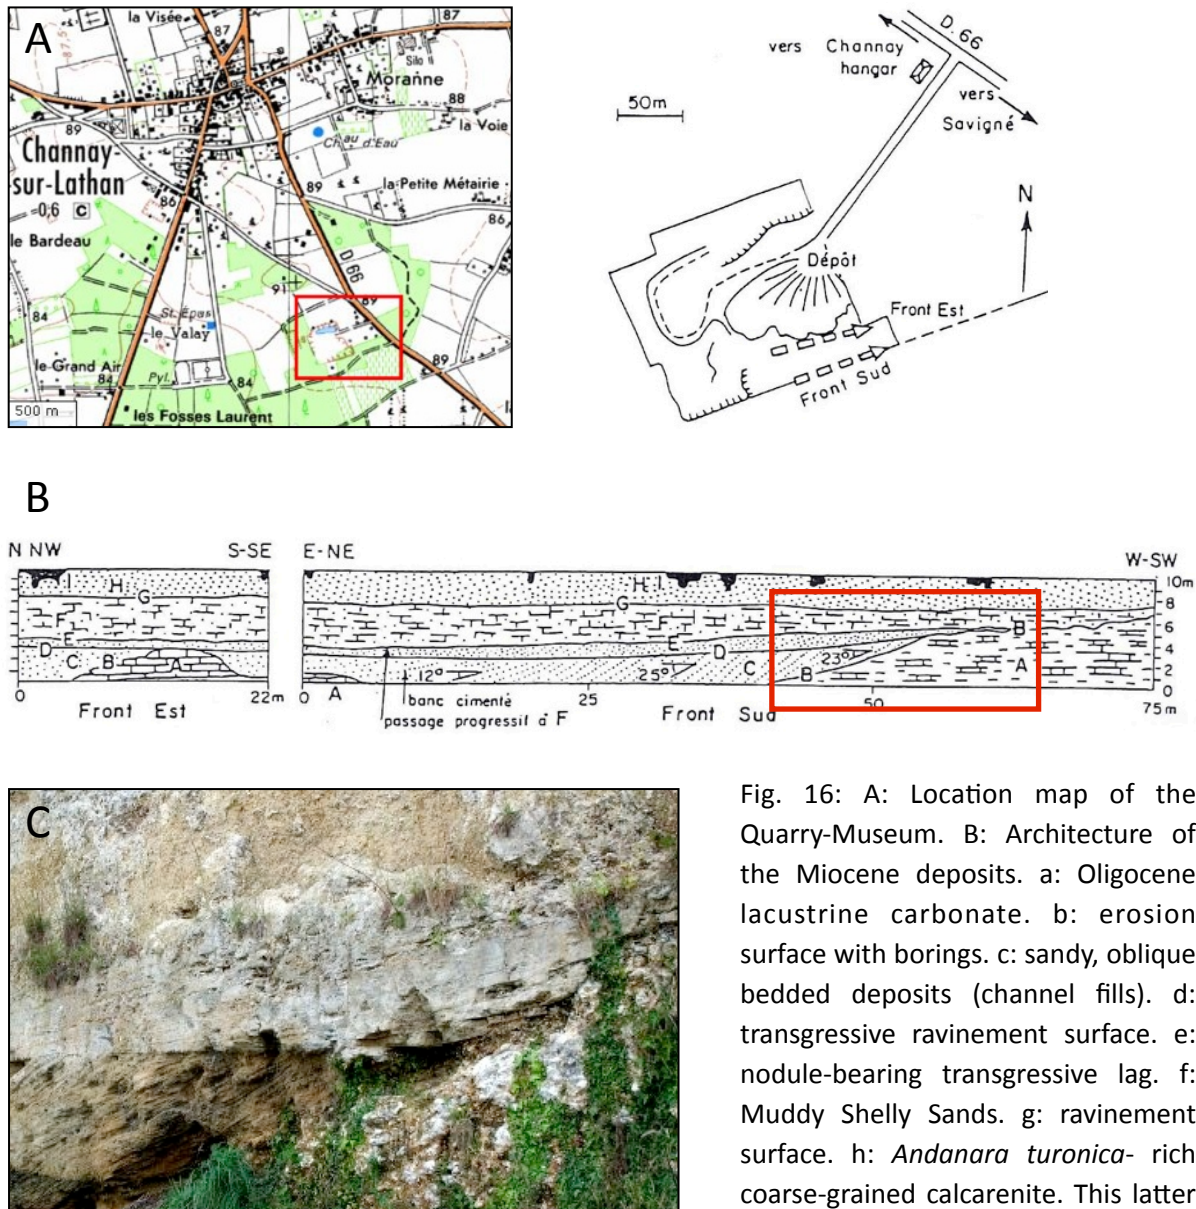 A
la Visée
87
87
87,5
Silo
Moranne
88
la Voie
89
Channay-
sur-Lathan
0,6 C
Ch.au d'Eau
89
la Petite Métairie
86
86
le Bardeau
D 66
91
89
84
St. Epas
le Valay
le Grand Air
84
Pyl.
84
500 m
les Fosses Laurent
vers Channay
hangar
D.66
vers
Savigné
50m
N
Dépôt
Front Est
Front Sud
B
N NW
S-SE
E-NE
W-SW
I
H
G
F
E
D
C
B
A
0
22m
Front Est
H
I
G
F
E
D
C
B
B
A
A
12°
25°
23°
banc cimenté
passage progressif à F
10m
8
6
4
2
0
0
25
50
75m
Front Sud
C
Fig. 16: A: Location map of the
Quarry-Museum. B: Architecture of
the Miocene deposits. a: Oligocene
lacustrine carbonate. b: erosion
surface with borings. c: sandy, oblique
bedded deposits (channel fills). d:
transgressive ravinement surface. e:
nodule-bearing transgressive lag. f:
Muddy Shelly Sands. g: ravinement
surface. h: Andanara turonica- rich
coarse-grained calcarenite. This latter